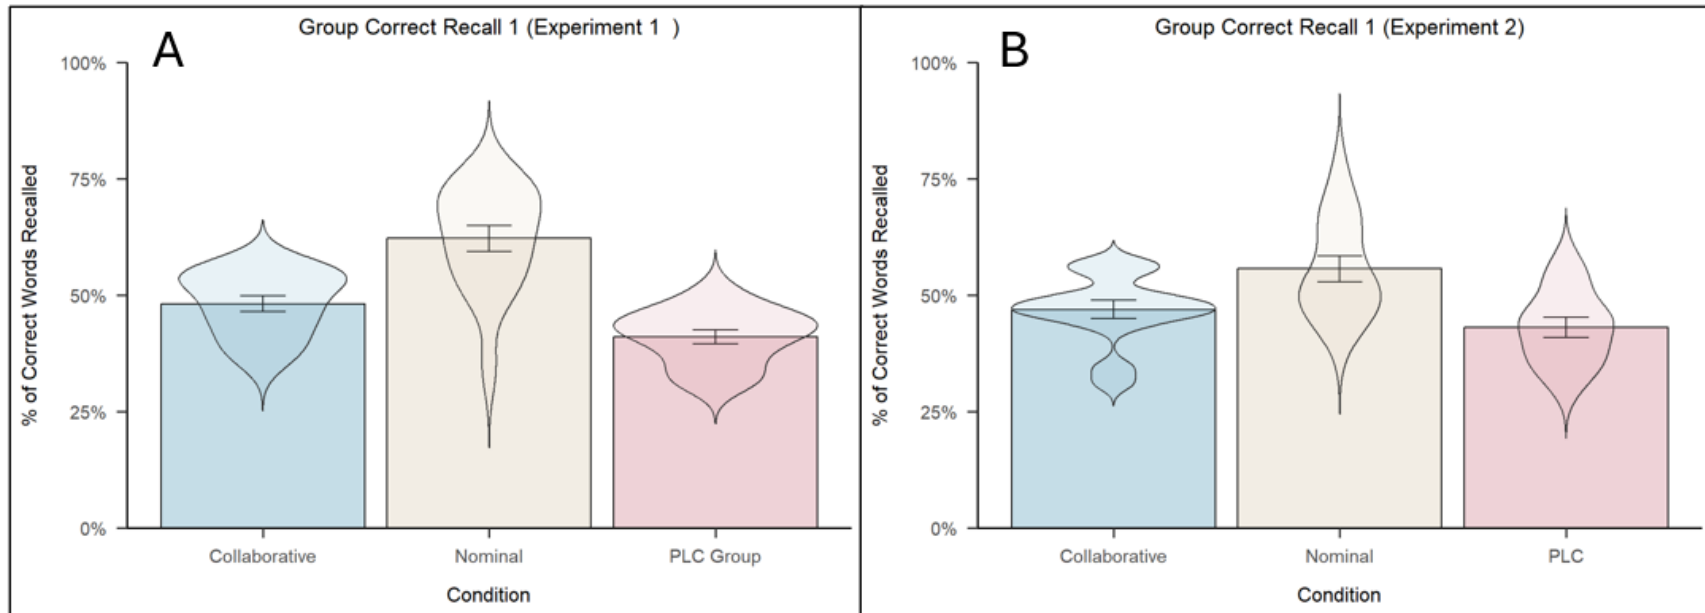 A
Group Correct Recall 1 (Experiment 1 )
100%
75%
50%
25%
0%
% of Correct Words Recalled
Collaborative
Nominal
PLC Group
Condition
B
Group Correct Recall 1 (Experiment 2)
100%
75%
50%
25%
0%
% of Correct Words Recalled
Collaborative
Nominal
PLC
Condition